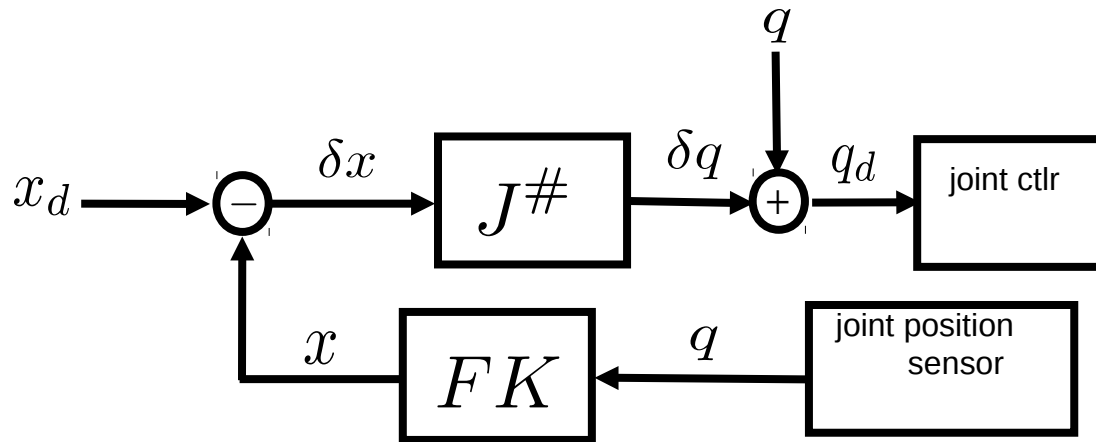 q
x_d
−
δx
J^#
δq
+
q_d
joint ctlr
x
FK
q
joint position
sensor